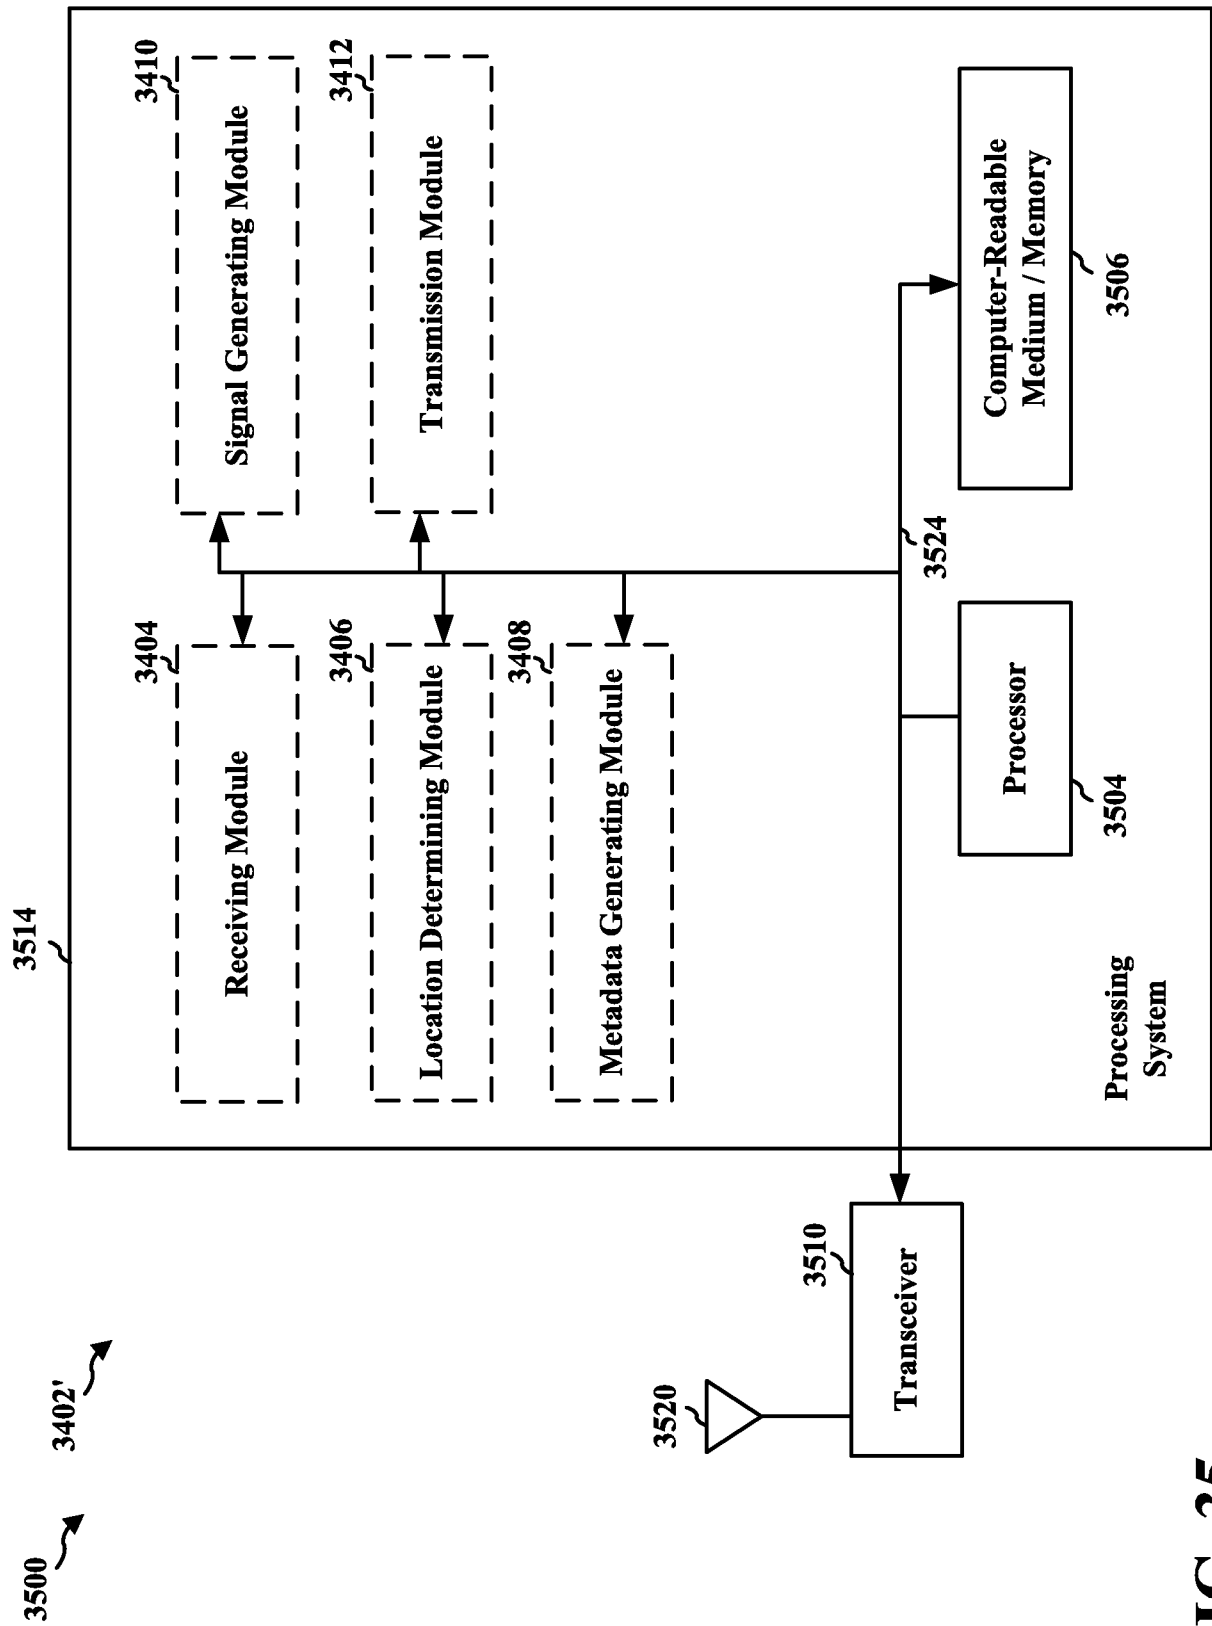 3500
3402'
3514
3404
Receiving Module
3410
Signal Generating Module
3406
Location Determining Module
3412
Transmission Module
3408
Metadata Generating Module
3520
3510
Transceiver
3524
Processor
3504
Computer-Readable
Medium / Memory
3506
Processing
System